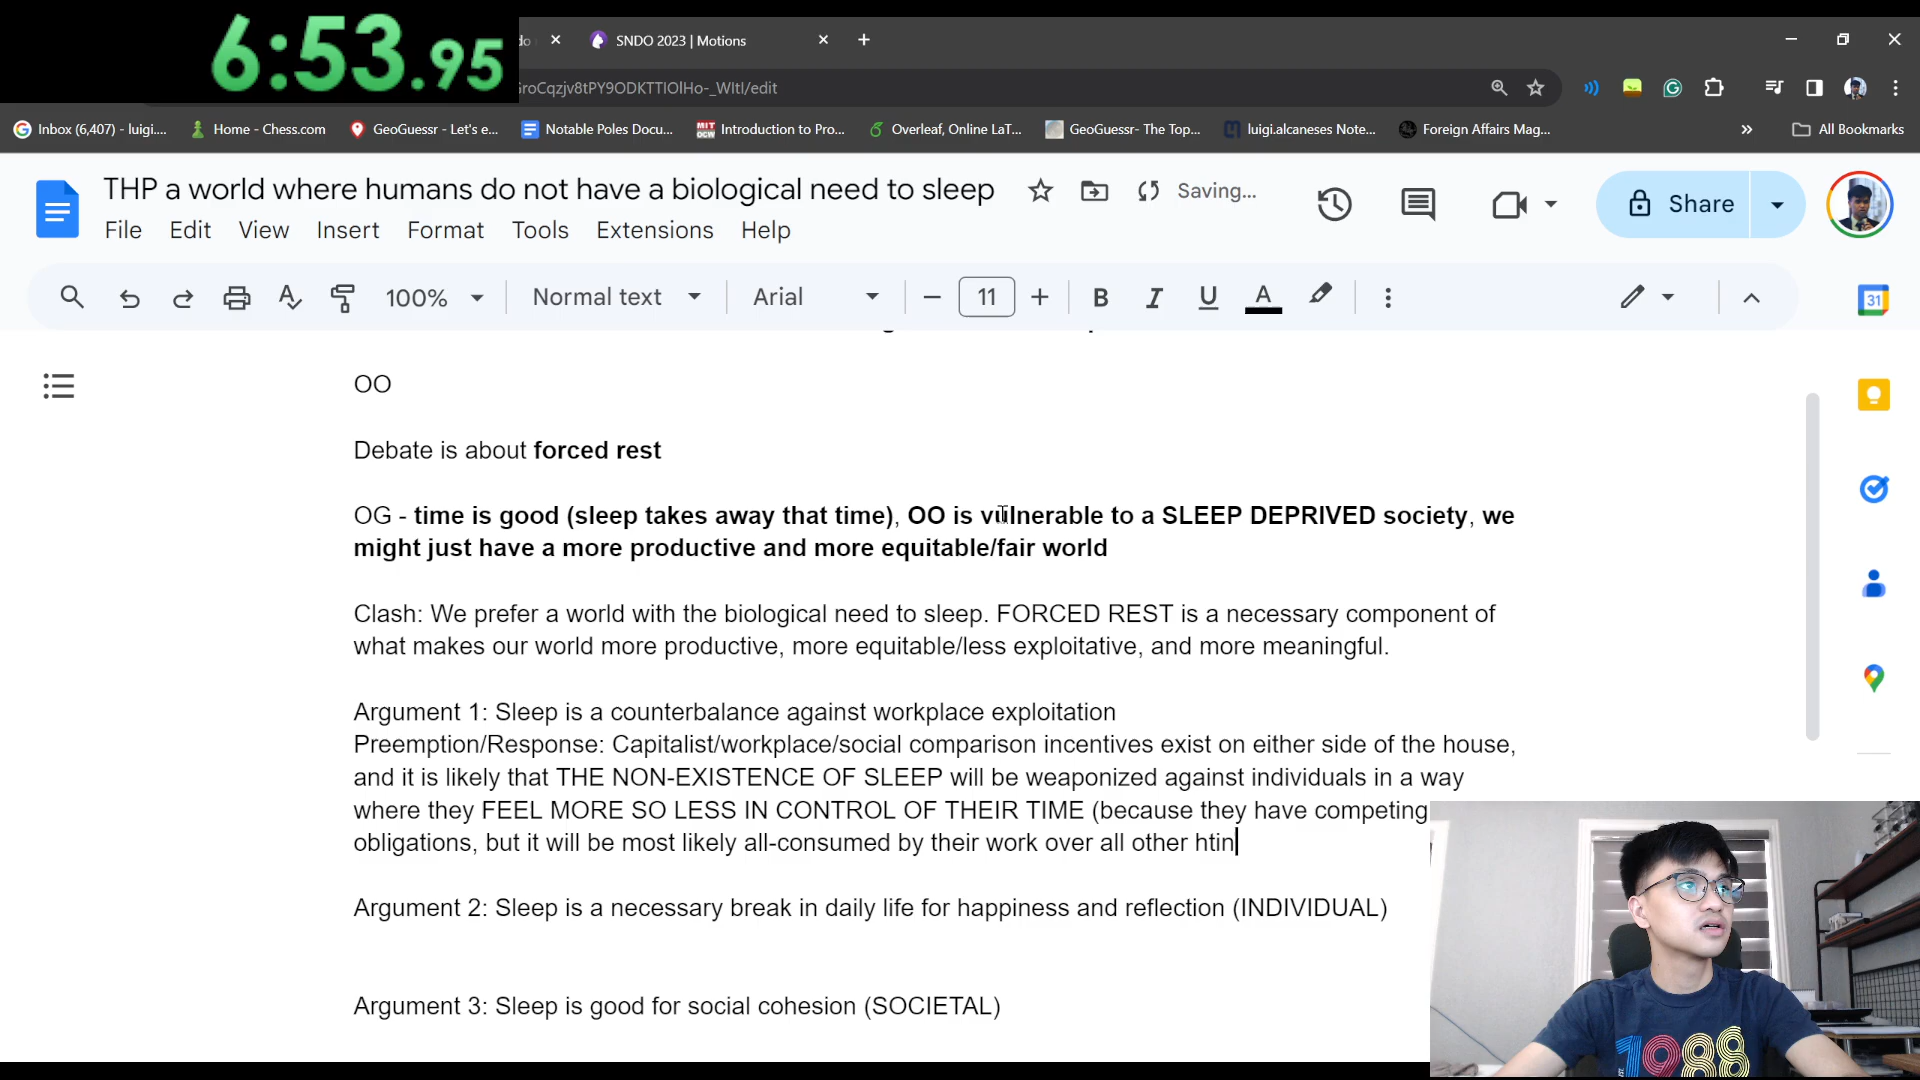 6:53.95
SNDO 2023 | Motions
roCqzjv8tPY9ODKTTIOlHo-_WItI/edit
Inbox (6,407) - luigi....
Home - Chess.com
GeoGuessr - Let's e...
Notable Poles Docu...
Introduction to Pro...
Overleaf, Online LaT...
GeoGuessr- The Top...
luigi.alcaneses Note...
Foreign Affairs Mag...
All Bookmarks
THP a world where humans do not have a biological need to sleep
Saving...
Share
File Edit View Insert Format Tools Extensions Help
100% Normal text Arial 11
31
OO
Debate is about forced rest
OG - time is good (sleep takes away that time), OO is vulnerable to a SLEEP DEPRIVED society, we
might just have a more productive and more equitable/fair world
Clash: We prefer a world with the biological need to sleep. FORCED REST is a necessary component of
what makes our world more productive, more equitable/less exploitative, and more meaningful.
Argument 1: Sleep is a counterbalance against workplace exploitation
Preemption/Response: Capitalist/workplace/social comparison incentives exist on either side of the house,
and it is likely that THE NON-EXISTENCE OF SLEEP will be weaponized against individuals in a way
where they FEEL MORE SO LESS IN CONTROL OF THEIR TIME (because they have competing
obligations, but it will be most likely all-consumed by their work over all other htin
Argument 2: Sleep is a necessary break in daily life for happiness and reflection (INDIVIDUAL)
Argument 3: Sleep is good for social cohesion (SOCIETAL)
1988